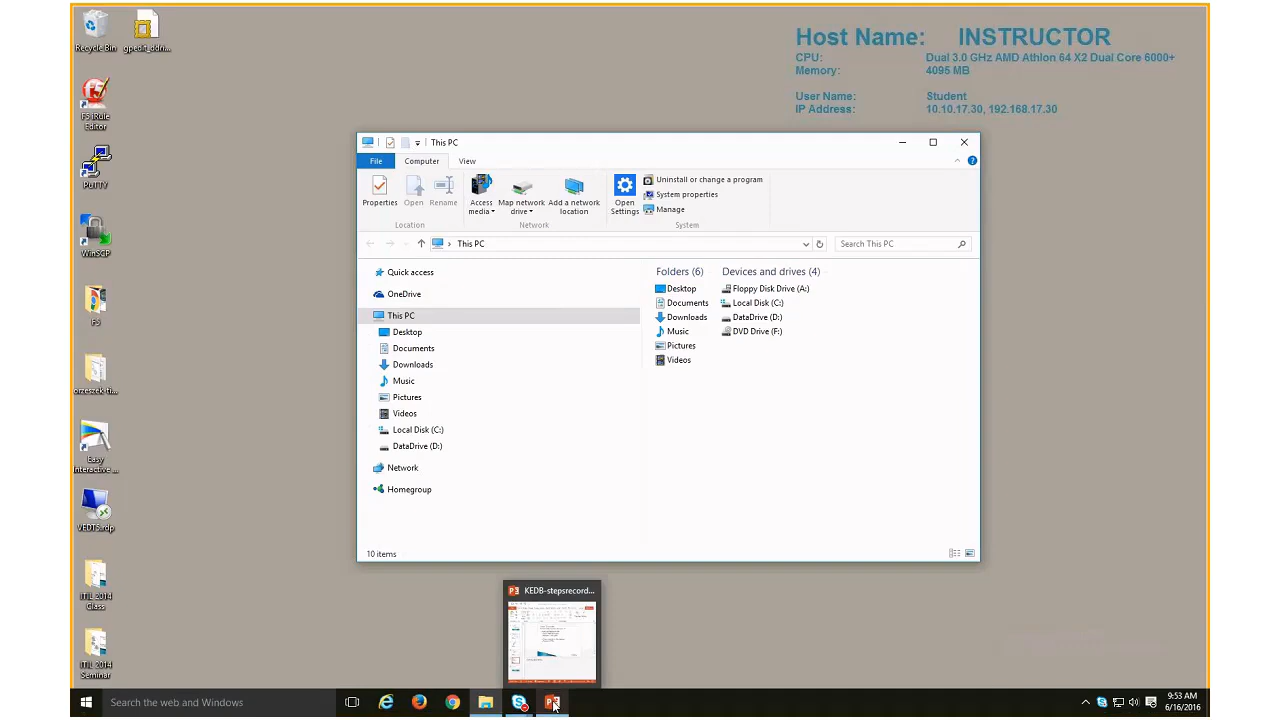 Recycle Bin
gpedit_ddn...
Host Name: INSTRUCTOR
CPU: Dual 3.0 GHz AMD Athlon 64 X2 Dual Core 6000+
Memory: 4095 MB
User Name: Student
IP Address: 10.10.17.30, 192.168.17.30
F5 iRule
Editor
PuTTY
WinSCP
F5
Easy
Interactive ...
ITIL 2014
Class
ITIL 2014
Seminar
This PC
File Computer View
Properties Open Rename
Access
media
Map network
drive
Add a network
location
Open
Settings
Uninstall or change a program
System properties
Manage
Location Network System
This PC Search This PC
Quick access
OneDrive
This PC
Desktop
Documents
Downloads
Music
Pictures
Videos
Local Disk (C:)
DataDrive (D:)
Network
Homegroup
Folders (6)
Desktop
Documents
Downloads
Music
Pictures
Videos
Devices and drives (4)
Floppy Disk Drive (A:)
Local Disk (C:)
DataDrive (D:)
DVD Drive (F:)
10 items
KEDB-stepsrecord...
Search the web and Windows
9:53 AM
6/16/2016